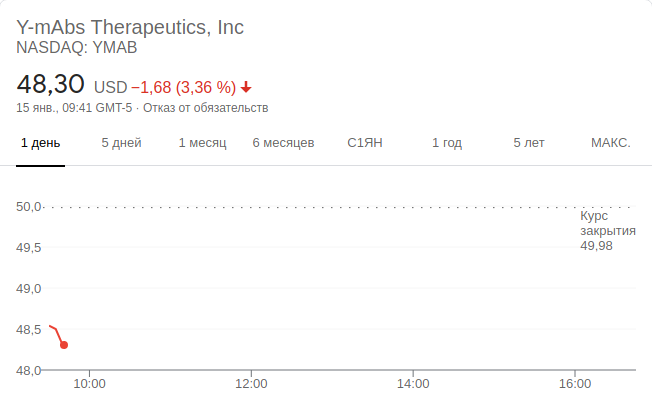 Y-mAbs Therapeutics, Inc
NASDAQ: YMAB
48,30 USD −1,68 (3,36 %)
15 янв., 09:41 GMT-5 · Отказ от обязательств
1 день 5 дней 1 месяц 6 месяцев С1ЯН 1 год 5 лет МАКС.
50,0
Курс
закрытия
49,5
49,98
49,0
48,5
48,0
10:00 12:00 14:00 16:00